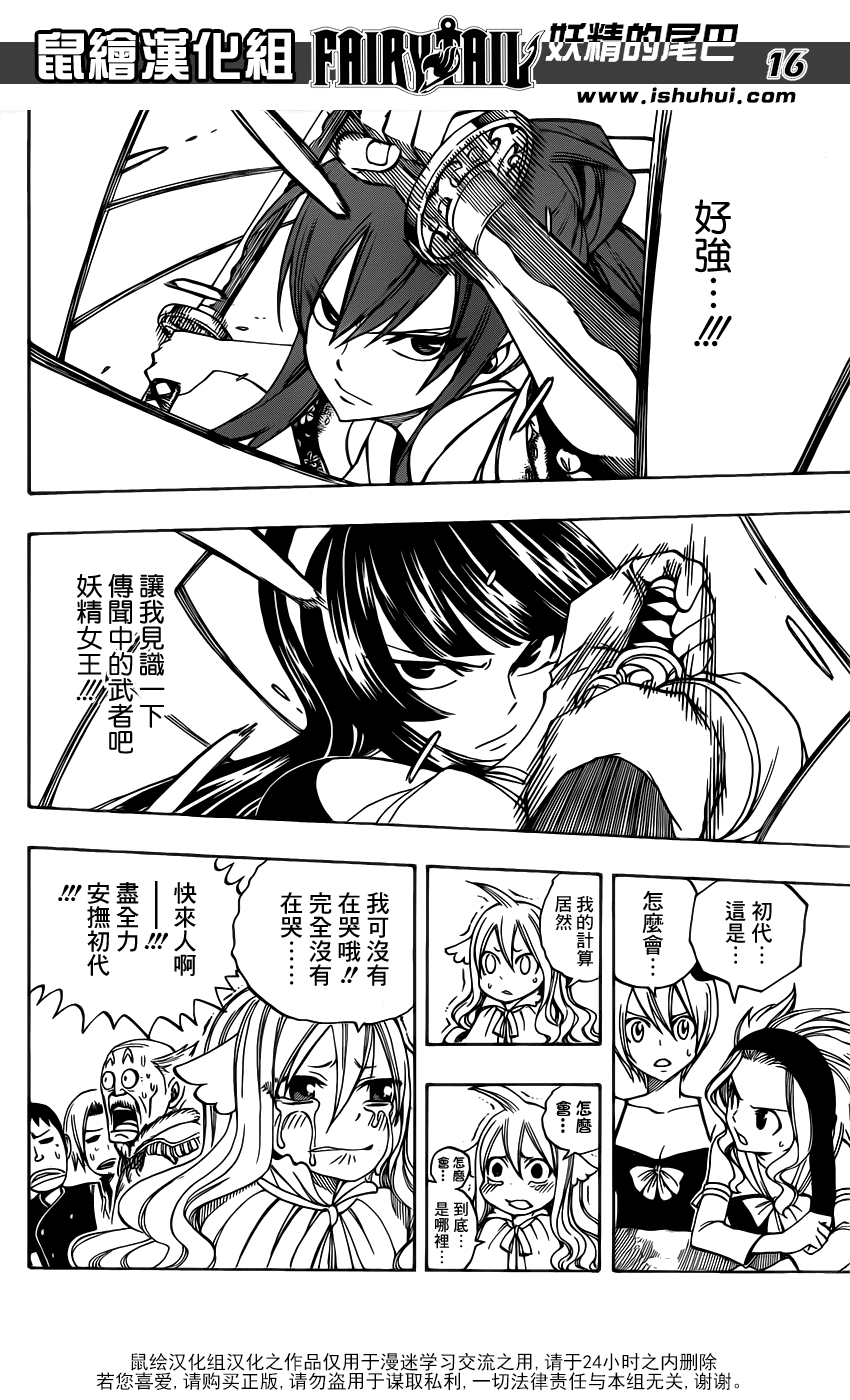 鼠繪漢化組
FAIRY TAIL
妖精的尾巴
16
www.ishuhui.com
好強…!!!
讓我見識一下
傳聞中的武者吧
妖精女王!!!!
初代…
這是…
怎麼會…
我的計算
居然
怎麼
會…
怎麼
會…
到底…
是哪裡
我可沒有
在哭哦!!
完全沒有
在哭……
快來人啊
——!!!
盡全力
安撫初代
!!!
鼠绘汉化组汉化之作品仅用于漫迷学习交流之用,请于24小时之内删除
若您喜爱,请购买正版,请勿盗用于谋取私利,一切法律责任与本组无关,谢谢。